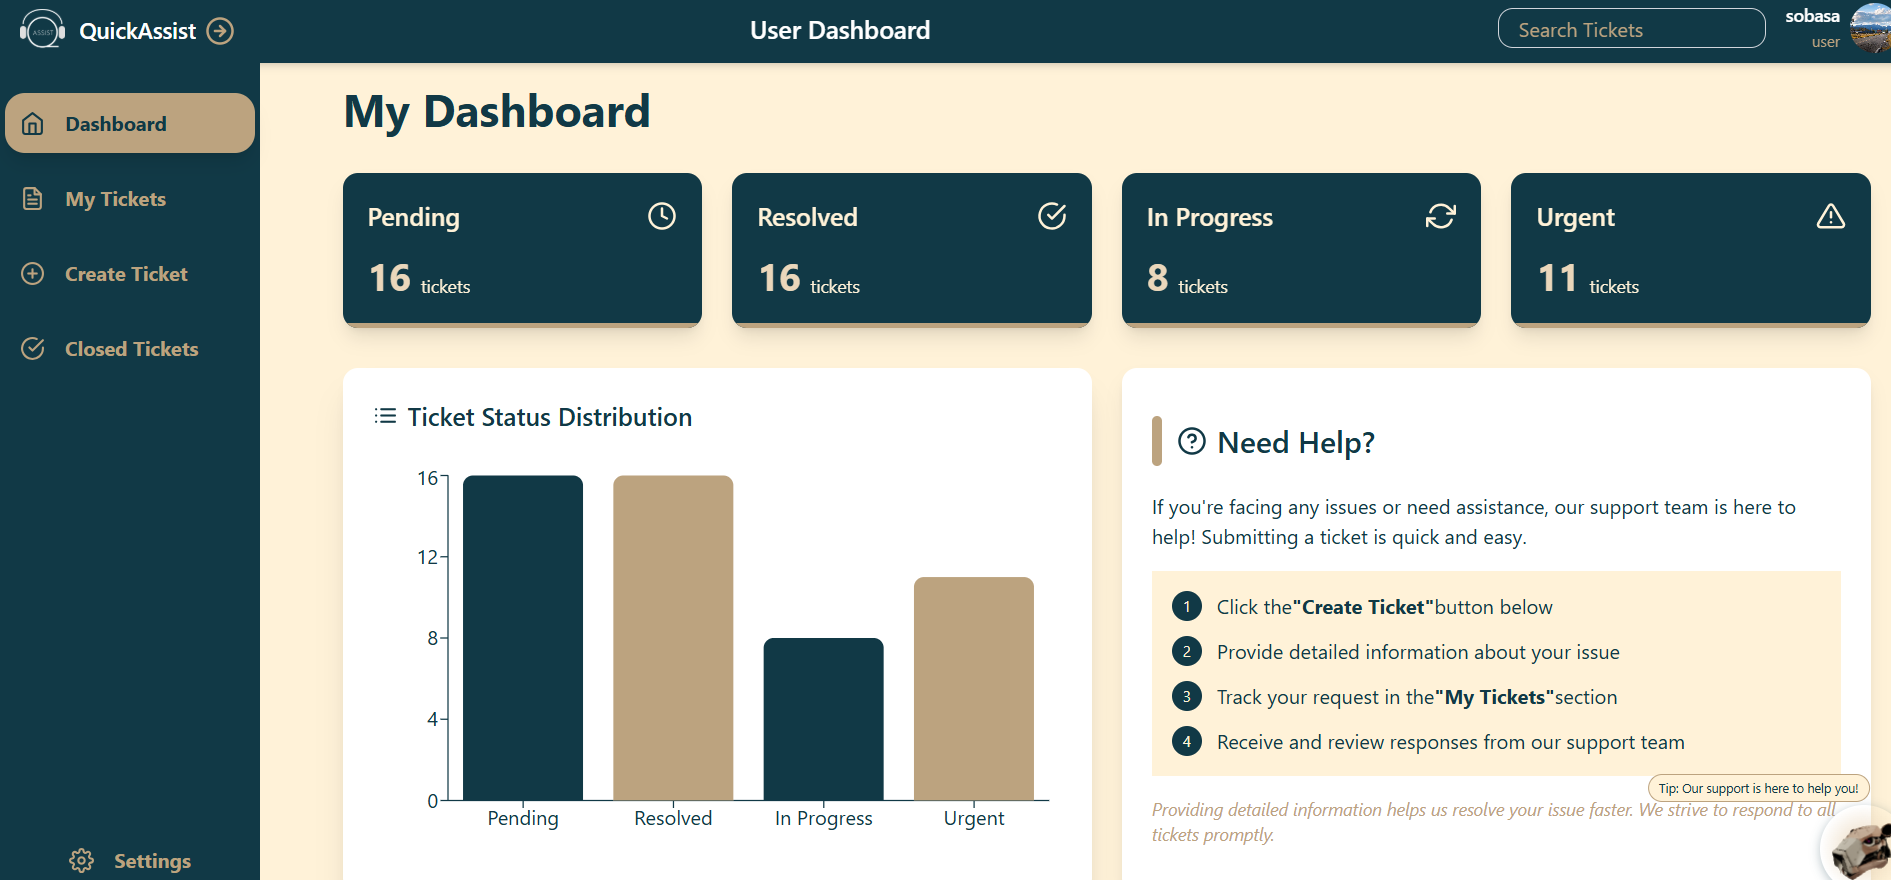 ASSIST
QuickAssist
User Dashboard
Search Tickets
sobasa
user
Dashboard
My Tickets
Create Ticket
Closed Tickets
Settings
My Dashboard
Pending
16 tickets
Resolved
16 tickets
In Progress
8 tickets
Urgent
11 tickets
Ticket Status Distribution
16
12
8
4
0
Pending
Resolved
In Progress
Urgent
Need Help?
If you're facing any issues or need assistance, our support team is here to
help! Submitting a ticket is quick and easy.
1 Click the"Create Ticket"button below
2 Provide detailed information about your issue
3 Track your request in the"My Tickets"section
4 Receive and review responses from our support team
Tip: Our support is here to help you!
Providing detailed information helps us resolve your issue faster. We strive to respond to all
tickets promptly.